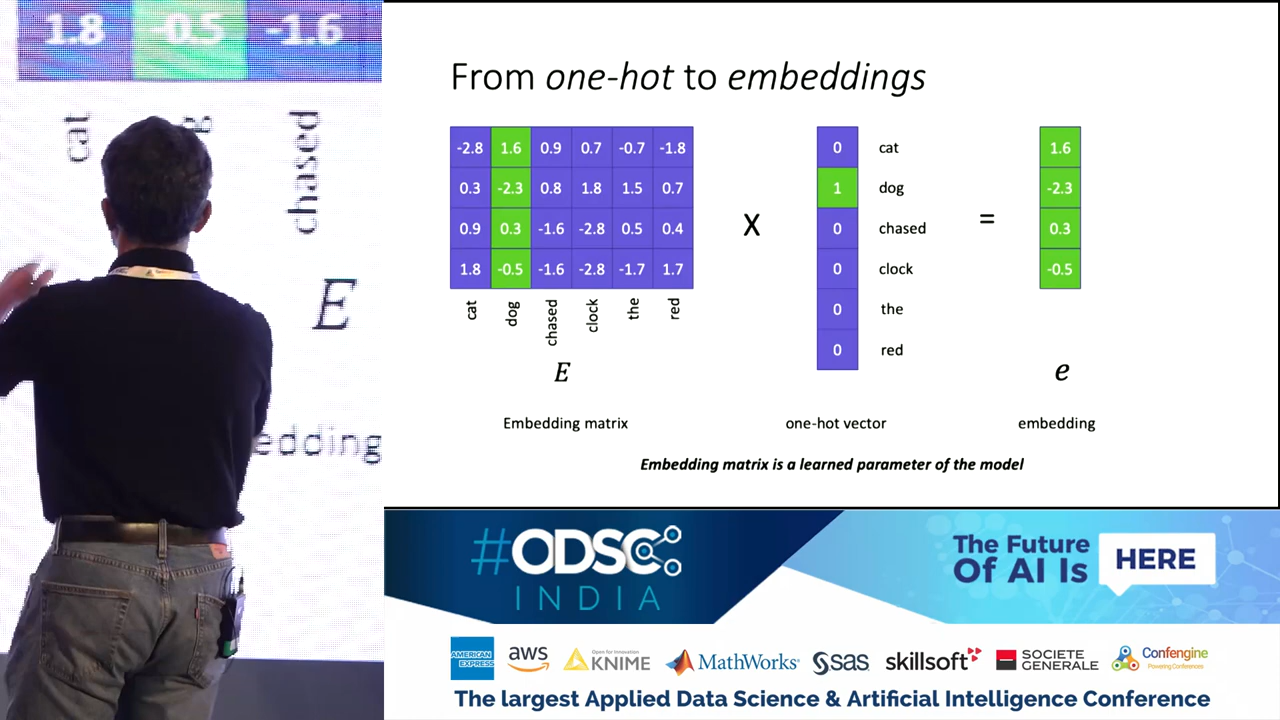 1.8 -0.5 -1.6
cat
chased
E
edding
From one-hot to embeddings
-2.8 1.6 0.9 0.7 -0.7 -1.8
0.3 -2.3 0.8 1.8 1.5 0.7
0.9 0.3 -1.6 -2.8 0.5 0.4
1.8 -0.5 -1.6 -2.8 -1.7 1.7
cat dog chased clock the red
E
Embedding matrix
X
0 cat
1 dog
0 chased
0 clock
0 the
0 red
one-hot vector
=
1.6
-2.3
0.3
-0.5
e
embedding
Embedding matrix is a learned parameter of the model
#ODSC
INDIA
The Future
Of AI Is
HERE
AMERICAN
EXPRESS
aws
Open for Innovation
KNIME
MathWorks
sas
skillsoft
SOCIETE
GENERALE
Confengine
Powering Conferences
The largest Applied Data Science & Artificial Intelligence Conference